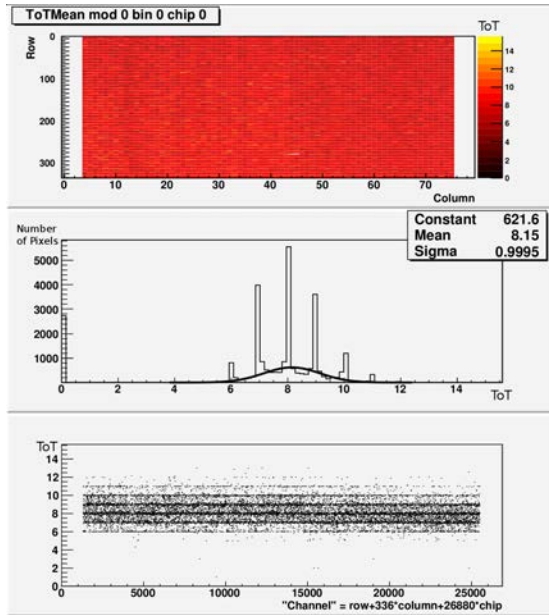 ToTMean mod 0 bin 0 chip 0
ToT
Row
0
100
200
300
14
12
10
8
6
4
2
0
0 10 20 30 40 50 60 70
Column
Constant 621.6
Mean 8.15
Sigma 0.9995
Number
of Pixels
5000
4000
3000
2000
1000
0 2 4 6 8 10 12 14
ToT
ToT
14
12
10
8
6
4
2
0
0 5000 10000 15000 20000 25000
"Channel" = row+336*column+26880*chip